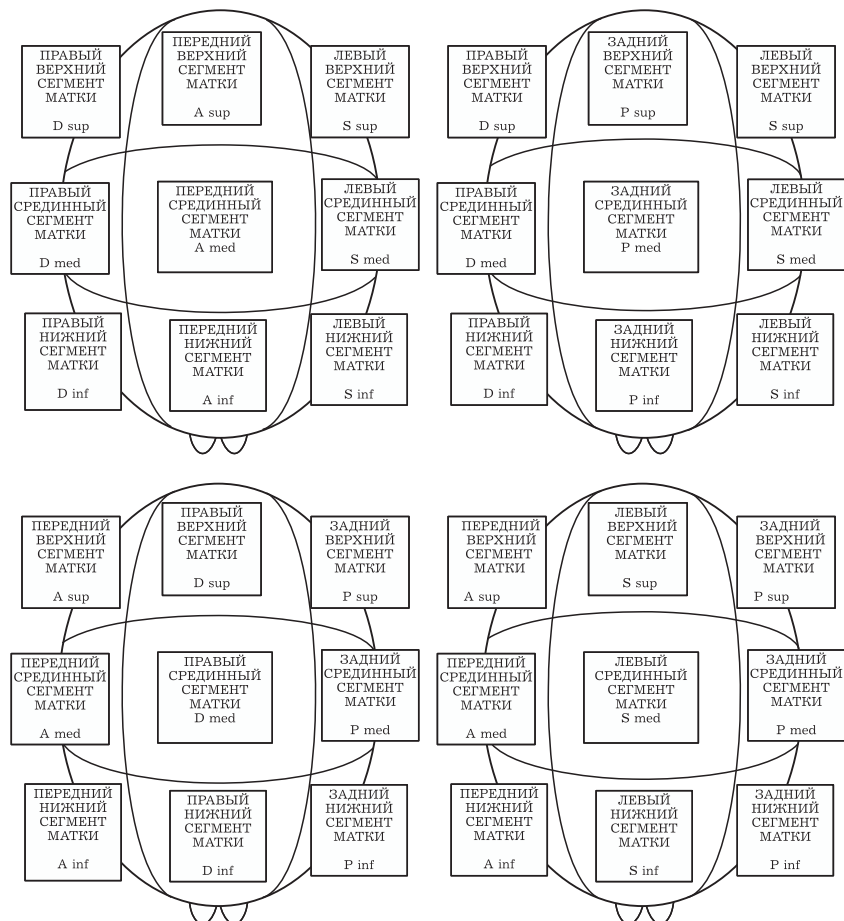 ПРАВЫЙ
ВЕРХНИЙ
СЕГМЕНТ
МАТКИ
D sup
ПЕРЕДНИЙ
ВЕРХНИЙ
СЕГМЕНТ
МАТКИ
A sup
ЛЕВЫЙ
ВЕРХНИЙ
СЕГМЕНТ
МАТКИ
S sup
ПРАВЫЙ
СРЕДИННЫЙ
СЕГМЕНТ
МАТКИ
D med
ПЕРЕДНИЙ
СРЕДИННЫЙ
СЕГМЕНТ
МАТКИ
A med
ЛЕВЫЙ
СРЕДИННЫЙ
СЕГМЕНТ
МАТКИ
S med
ПРАВЫЙ
НИЖНИЙ
СЕГМЕНТ
МАТКИ
D inf
ПЕРЕДНИЙ
НИЖНИЙ
СЕГМЕНТ
МАТКИ
A inf
ЛЕВЫЙ
НИЖНИЙ
СЕГМЕНТ
МАТКИ
S inf
ПРАВЫЙ
ВЕРХНИЙ
СЕГМЕНТ
МАТКИ
D sup
ЗАДНИЙ
ВЕРХНИЙ
СЕГМЕНТ
МАТКИ
P sup
ЛЕВЫЙ
ВЕРХНИЙ
СЕГМЕНТ
МАТКИ
S sup
ПРАВЫЙ
СРЕДИННЫЙ
СЕГМЕНТ
МАТКИ
D med
ЗАДНИЙ
СРЕДИННЫЙ
СЕГМЕНТ
МАТКИ
P med
ЛЕВЫЙ
СРЕДИННЫЙ
СЕГМЕНТ
МАТКИ
S med
ПРАВЫЙ
НИЖНИЙ
СЕГМЕНТ
МАТКИ
D inf
ЗАДНИЙ
НИЖНИЙ
СЕГМЕНТ
МАТКИ
P inf
ЛЕВЫЙ
НИЖНИЙ
СЕГМЕНТ
МАТКИ
S inf
ПЕРЕДНИЙ
ВЕРХНИЙ
СЕГМЕНТ
МАТКИ
A sup
ПРАВЫЙ
ВЕРХНИЙ
СЕГМЕНТ
МАТКИ
D sup
ЗАДНИЙ
ВЕРХНИЙ
СЕГМЕНТ
МАТКИ
P sup
ПЕРЕДНИЙ
СРЕДИННЫЙ
СЕГМЕНТ
МАТКИ
A med
ПРАВЫЙ
СРЕДИННЫЙ
СЕГМЕНТ
МАТКИ
D med
ЗАДНИЙ
СРЕДИННЫЙ
СЕГМЕНТ
МАТКИ
P med
ПЕРЕДНИЙ
НИЖНИЙ
СЕГМЕНТ
МАТКИ
A inf
ПРАВЫЙ
НИЖНИЙ
СЕГМЕНТ
МАТКИ
D inf
ЗАДНИЙ
НИЖНИЙ
СЕГМЕНТ
МАТКИ
P inf
ПЕРЕДНИЙ
ВЕРХНИЙ
СЕГМЕНТ
МАТКИ
A sup
ЛЕВЫЙ
ВЕРХНИЙ
СЕГМЕНТ
МАТКИ
S sup
ЗАДНИЙ
ВЕРХНИЙ
СЕГМЕНТ
МАТКИ
P sup
ПЕРЕДНИЙ
СРЕДИННЫЙ
СЕГМЕНТ
МАТКИ
A med
ЛЕВЫЙ
СРЕДИННЫЙ
СЕГМЕНТ
МАТКИ
S med
ЗАДНИЙ
СРЕДИННЫЙ
СЕГМЕНТ
МАТКИ
P med
ПЕРЕДНИЙ
НИЖНИЙ
СЕГМЕНТ
МАТКИ
A inf
ЛЕВЫЙ
НИЖНИЙ
СЕГМЕНТ
МАТКИ
S inf
ЗАДНИЙ
НИЖНИЙ
СЕГМЕНТ
МАТКИ
P inf